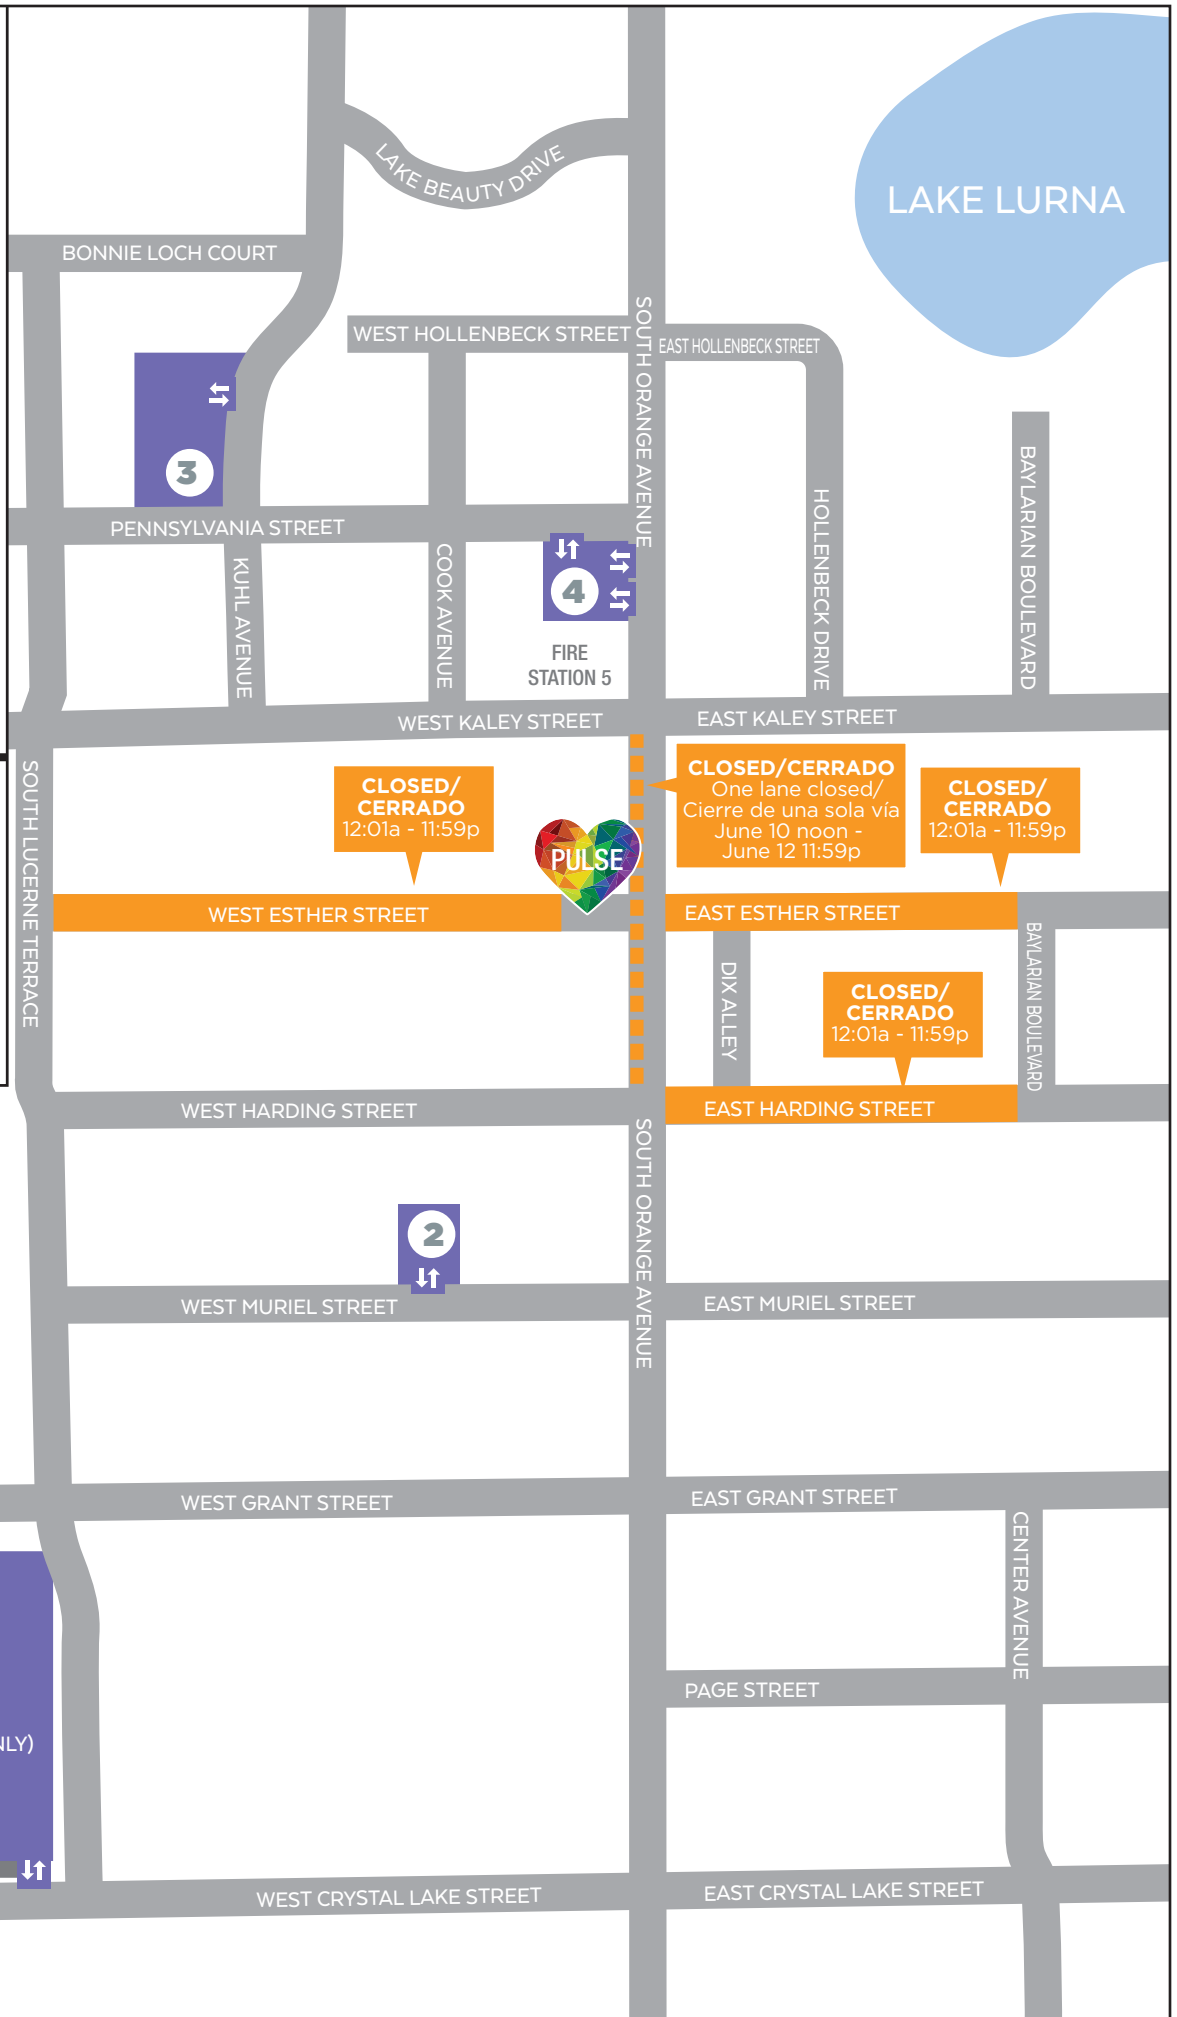 LAKE BEAUTY DRIVE
LAKE LURNA
BONNIE LOCH COURT
WEST HOLLENBECK STREET
EAST HOLLENBECK STREET
SOUTH ORANGE AVENUE
3
PENNSYLVANIA STREET
KUHL AVENUE
COOK AVENUE
4
FIRE
STATION 5
HOLLENBECK DRIVE
BAYLARIAN BOULEVARD
WEST KALEY STREET
EAST KALEY STREET
SOUTH LUCERNE TERRACE
CLOSED/
CERRADO
12:01a - 11:59p
PULSE
CLOSED/CERRADO
One lane closed/
Cierre de una sola vía
June 10 noon -
June 12 11:59p
CLOSED/
CERRADO
12:01a - 11:59p
WEST ESTHER STREET
EAST ESTHER STREET
DIX ALLEY
BAYLARIAN BOULEVARD
CLOSED/
CERRADO
12:01a - 11:59p
WEST HARDING STREET
EAST HARDING STREET
SOUTH ORANGE AVENUE
2
WEST MURIEL STREET
EAST MURIEL STREET
WEST GRANT STREET
EAST GRANT STREET
CENTER AVENUE
PAGE STREET
NLY)
WEST CRYSTAL LAKE STREET
EAST CRYSTAL LAKE STREET